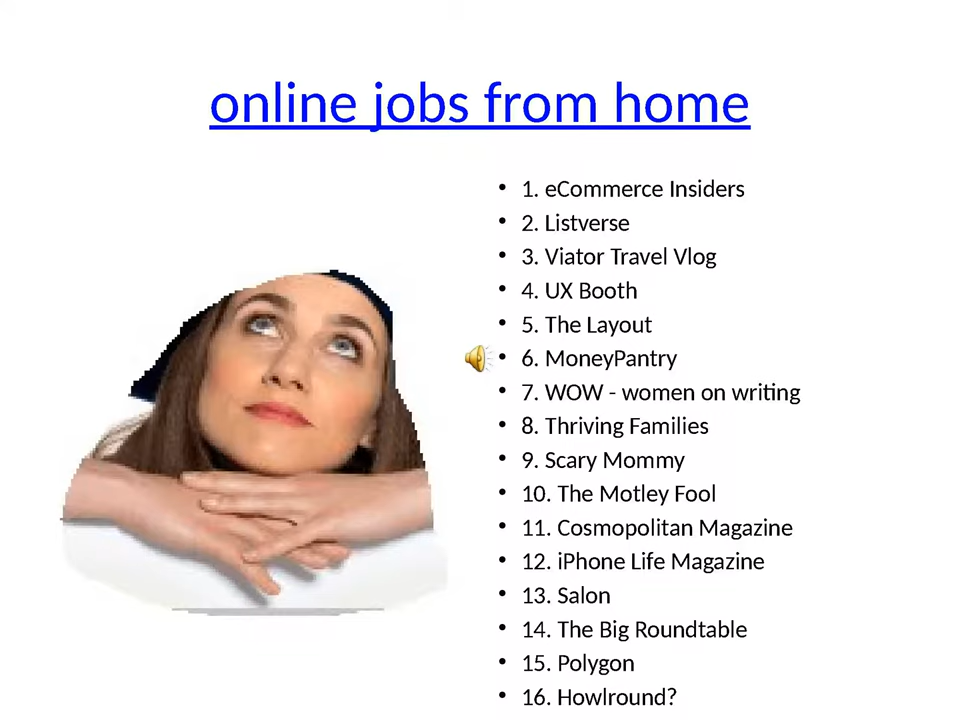 online jobs from home
• 1. eCommerce Insiders
• 2. Listverse
• 3. Viator Travel Vlog
• 4. UX Booth
• 5. The Layout
• 6. MoneyPantry
• 7. WOW - women on writing
• 8. Thriving Families
• 9. Scary Mommy
• 10. The Motley Fool
• 11. Cosmopolitan Magazine
• 12. iPhone Life Magazine
• 13. Salon
• 14. The Big Roundtable
• 15. Polygon
• 16. Howlround?